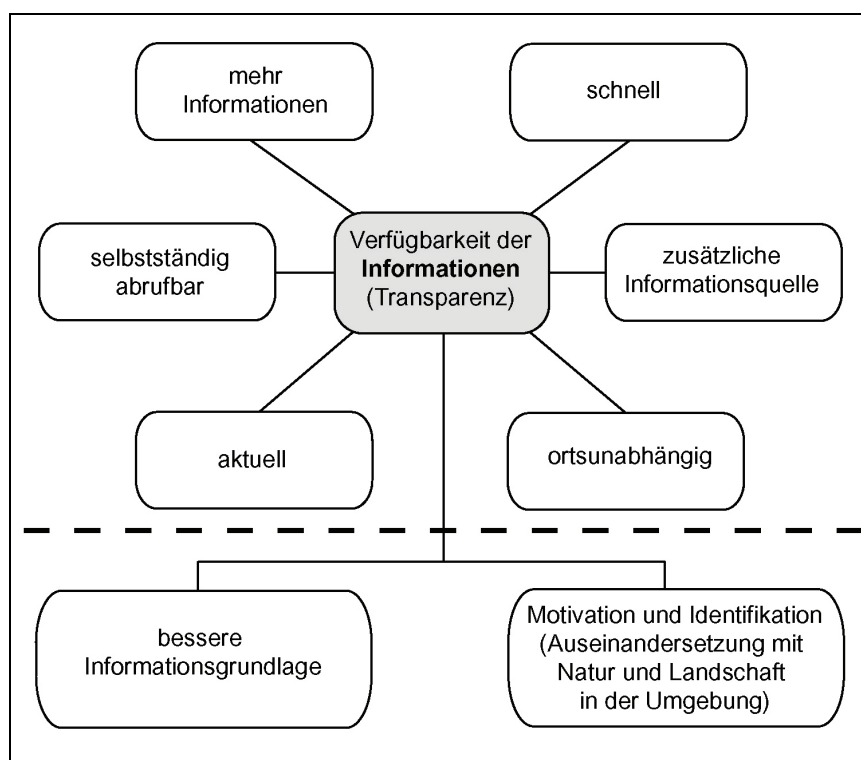 mehr
Informationen
schnell
selbstständig
abrufbar
Verfügbarkeit der
Informationen
(Transparenz)
zusätzliche
Informationsquelle
aktuell
ortsunabhängig
bessere
Informationsgrundlage
Motivation und Identifikation
(Auseinandersetzung mit
Natur und Landschaft
in der Umgebung)